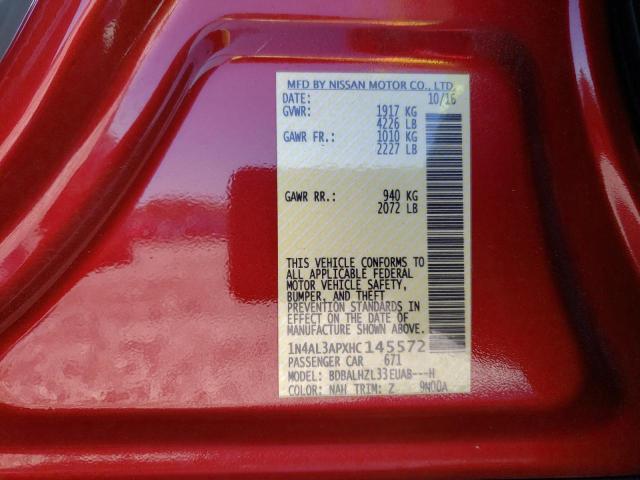 MFD BY NISSAN MOTOR CO., LTD.
DATE: 10/16
GVWR: 1917 KG
4226 LB
GAWR FR.: 1010 KG
2227 LB
GAWR RR.: 940 KG
2072 LB
THIS VEHICLE CONFORMS TO
ALL APPLICABLE FEDERAL
MOTOR VEHICLE SAFETY,
BUMPER, AND THEFT
PREVENTION STANDARDS IN
EFFECT ON THE DATE OF
MANUFACTURE SHOWN ABOVE.
1N4AL3APXHC145572
PASSENGER CAR 671
MODEL: BDBALHZL33EUAB---H
COLOR: NAH TRIM: Z 9N00A